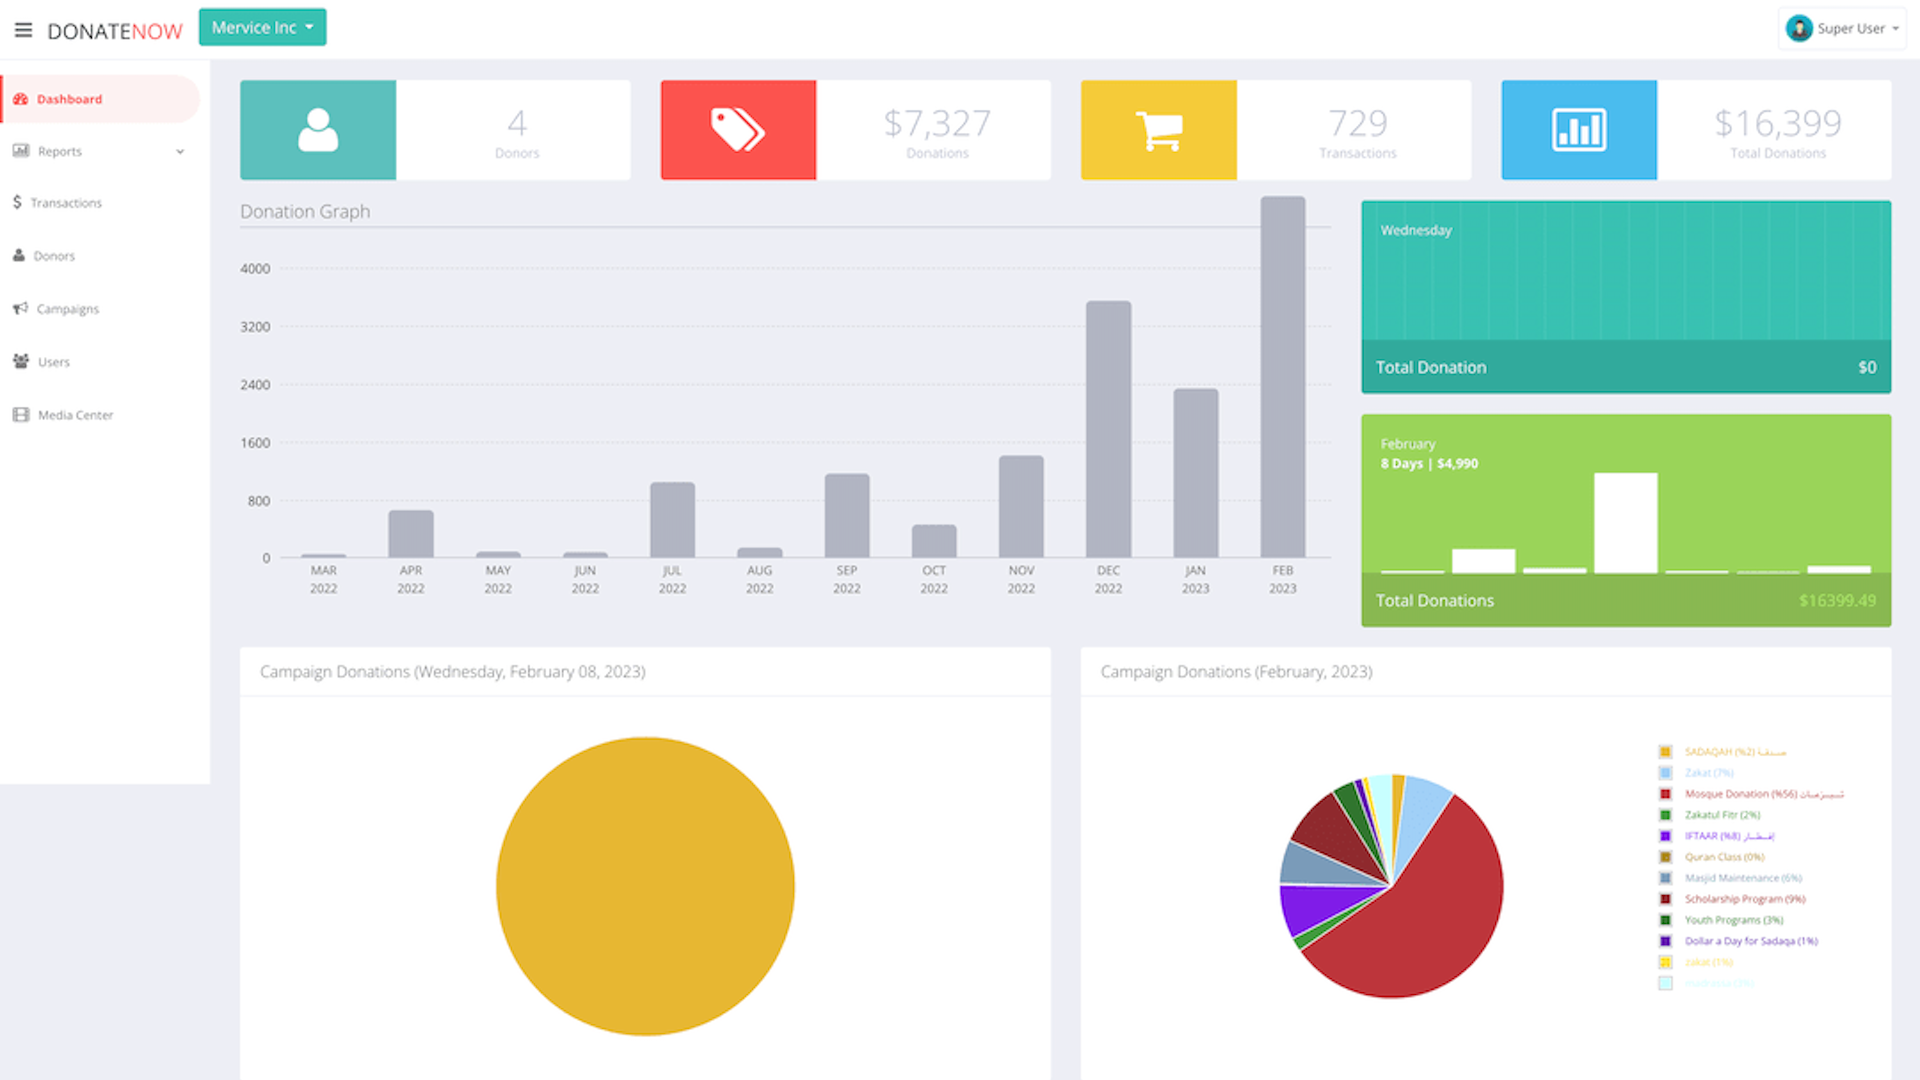 DONATENOW
Mervice Inc
Super User
Dashboard
Reports
Transactions
Donors
Campaigns
Users
Media Center
4
Donors
$7,327
Donations
729
Transactions
$16,399
Total Donations
Donation Graph
4000
3200
2400
1600
800
0
MAR 2022
APR 2022
MAY 2022
JUN 2022
JUL 2022
AUG 2022
SEP 2022
OCT 2022
NOV 2022
DEC 2022
JAN 2023
FEB 2023
Wednesday
Total Donation $0
February
8 Days | $4,990
Total Donations $16399.49
Campaign Donations (Wednesday, February 08, 2023)
Campaign Donations (February, 2023)
SADAQAH (%2) صدقة
Zakat (7%)
Mosque Donation (%56)
Zakatul Fitr (2%)
IFTAAR (%8) إفطار
Quran Class (0%)
Masjid Maintenance (6%)
Scholarship Program (9%)
Youth Programs (3%)
Dollar a Day for Sadaqa (1%)
zakat (1%)